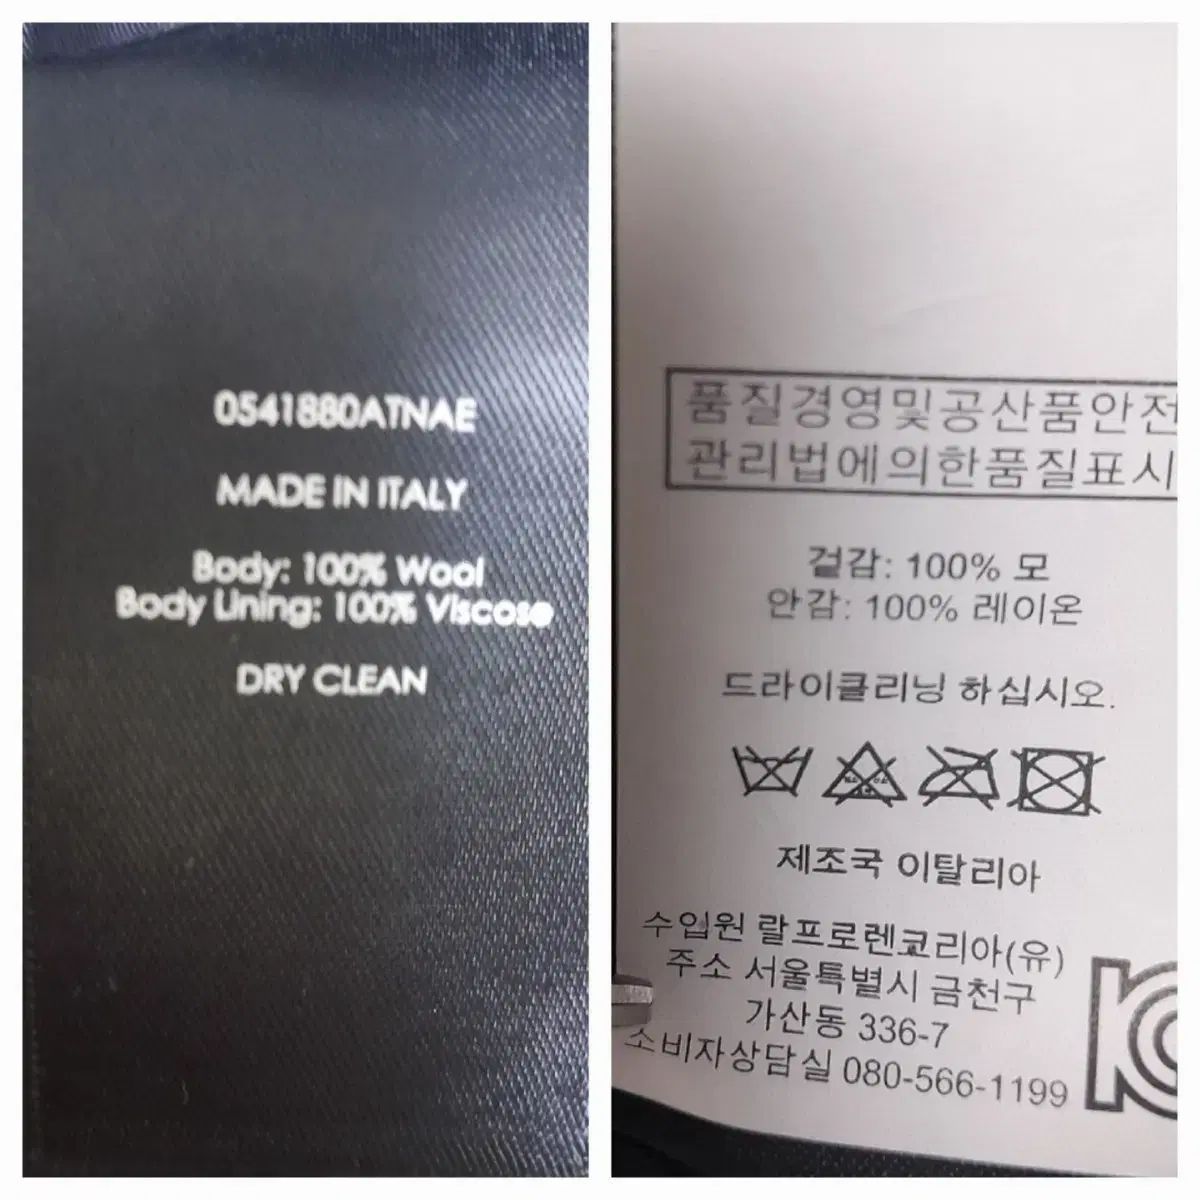 0541880ATNAE
MADE IN ITALY
Body: 100% Wool
Body Lining: 100% Viscose
DRY CLEAN
품질경영및공산품안전
관리법에의한품질표시
겉감: 100% 모
안감: 100% 레이온
드라이클리닝 하십시오.
제조국 이탈리아
수입원 랄프로렌코리아(유)
주소 서울특별시 금천구
가산동 336-7
소비자상담실 080-566-1199